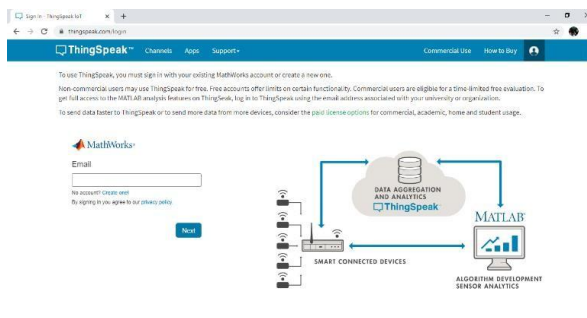 Sign In - ThingSpeak IoT
thingspeak.com/login
ThingSpeak™ Channels Apps Support Commercial Use How to Buy
To use ThingSpeak, you must sign in with your existing MathWorks account or create a new one.
Non-commercial users may use ThingSpeak for free. Free accounts offer limits on certain functionality. Commercial users are eligible for a time-limited free evaluation. To
get full access to the MATLAB analysis features on ThingSpeak, log in to ThingSpeak using the email address associated with your university or organization.
To send data faster to ThingSpeak or to send more data from more devices, consider the paid license options for commercial, academic, home and student usage.
MathWorks®
Email
No account? Create one!
By signing in you agree to our privacy policy.
Next
DATA AGGREGATION
AND ANALYTICS
ThingSpeak
MATLAB
SMART CONNECTED DEVICES
ALGORITHM DEVELOPMENT
SENSOR ANALYTICS